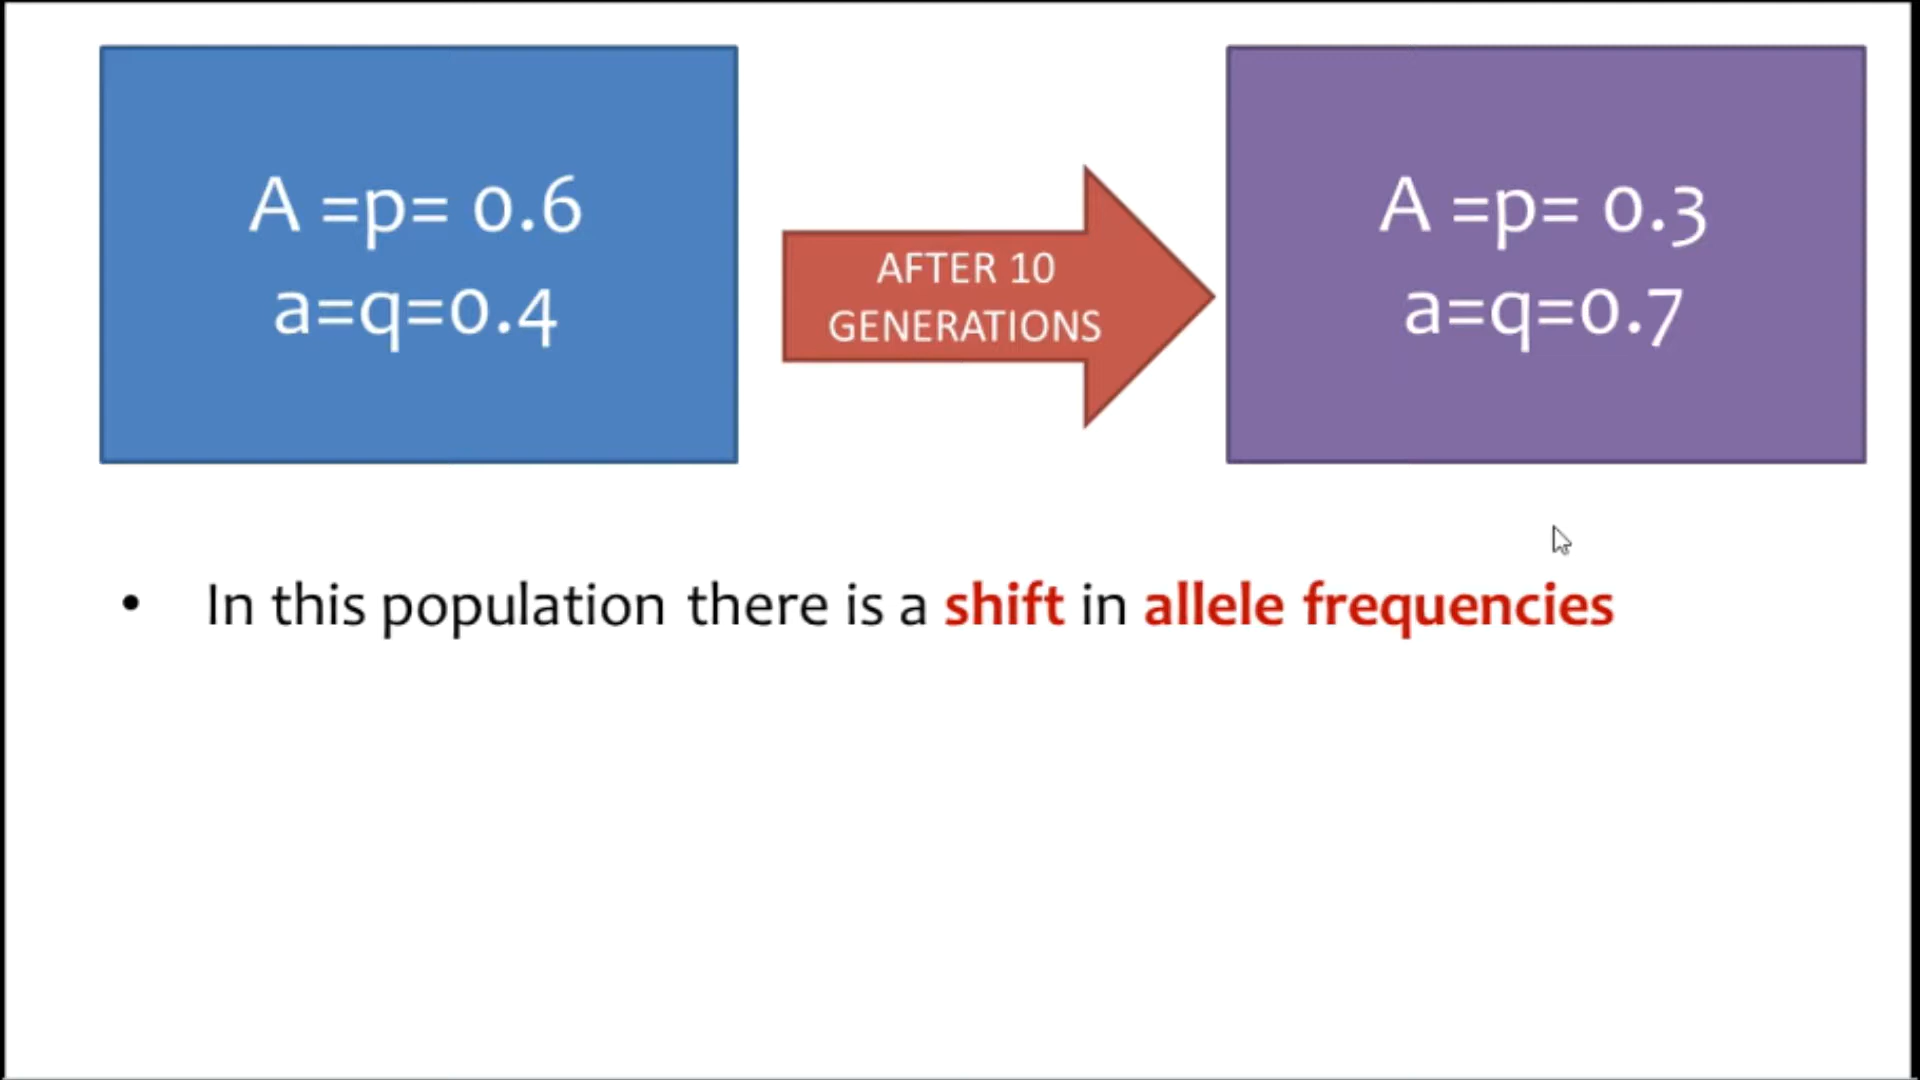 A =p= 0.6
a=q=0.4
AFTER 10
GENERATIONS
A =p= 0.3
a=q=0.7
• In this population there is a shift in allele frequencies